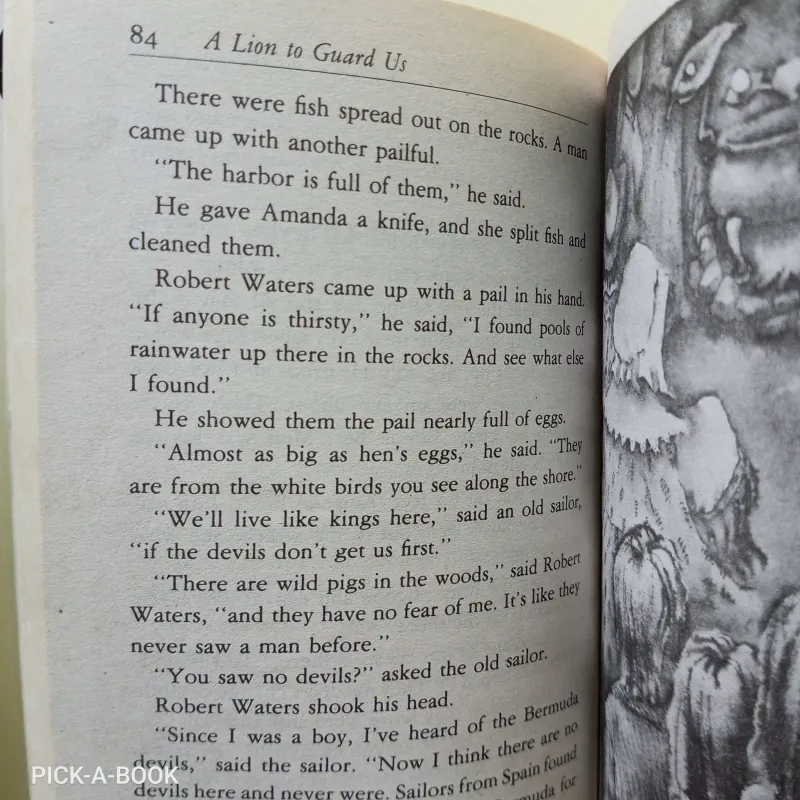 84 A Lion to Guard Us
There were fish spread out on the rocks. A man
came up with another pailful.
“The harbor is full of them,” he said.
He gave Amanda a knife, and she split fish and
cleaned them.
Robert Waters came up with a pail in his hand.
“If anyone is thirsty,” he said, “I found pools of
rainwater up there in the rocks. And see what else
I found.”
He showed them the pail nearly full of eggs.
“Almost as big as hen's eggs,” he said. “They
are from the white birds you see along the shore.”
“We'll live like kings here,” said an old sailor,
“if the devils don't get us first.”
“There are wild pigs in the woods,” said Robert
Waters, “and they have no fear of me. It's like they
never saw a man before.”
“You saw no devils?” asked the old sailor.
Robert Waters shook his head.
“Since I was a boy, I've heard of the Bermuda
devils,” said the sailor. “Now I think there are no
devils here and never were. Sailors from Spain found
muda for
PICK-A-BOOK